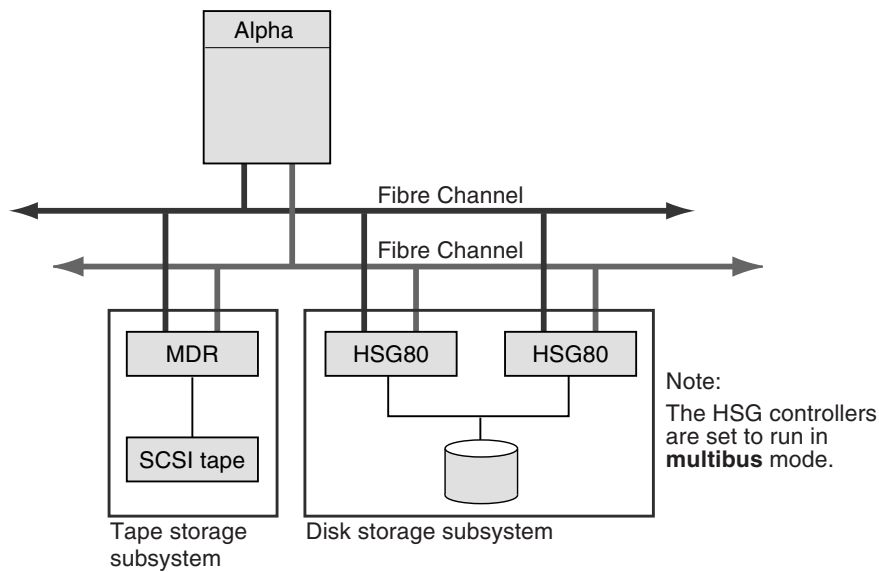 Alpha
Fibre Channel
Fibre Channel
MDR
HSG80
HSG80
SCSI tape
Note:
The HSG controllers
are set to run in
multibus mode.
Tape storage
subsystem
Disk storage subsystem